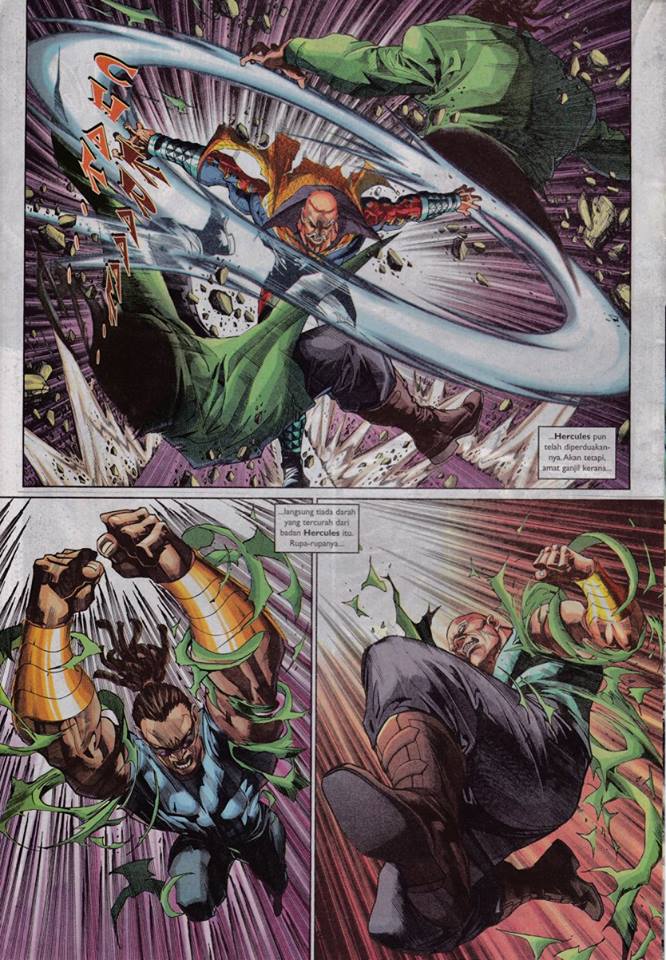 ...Hercules pun
telah diperduakan-
nya. Akan tetapi,
amat ganjil kerana...
...langsung tiada darah
yang tercurah dari
badan Hercules itu.
Rupa-rupanya...